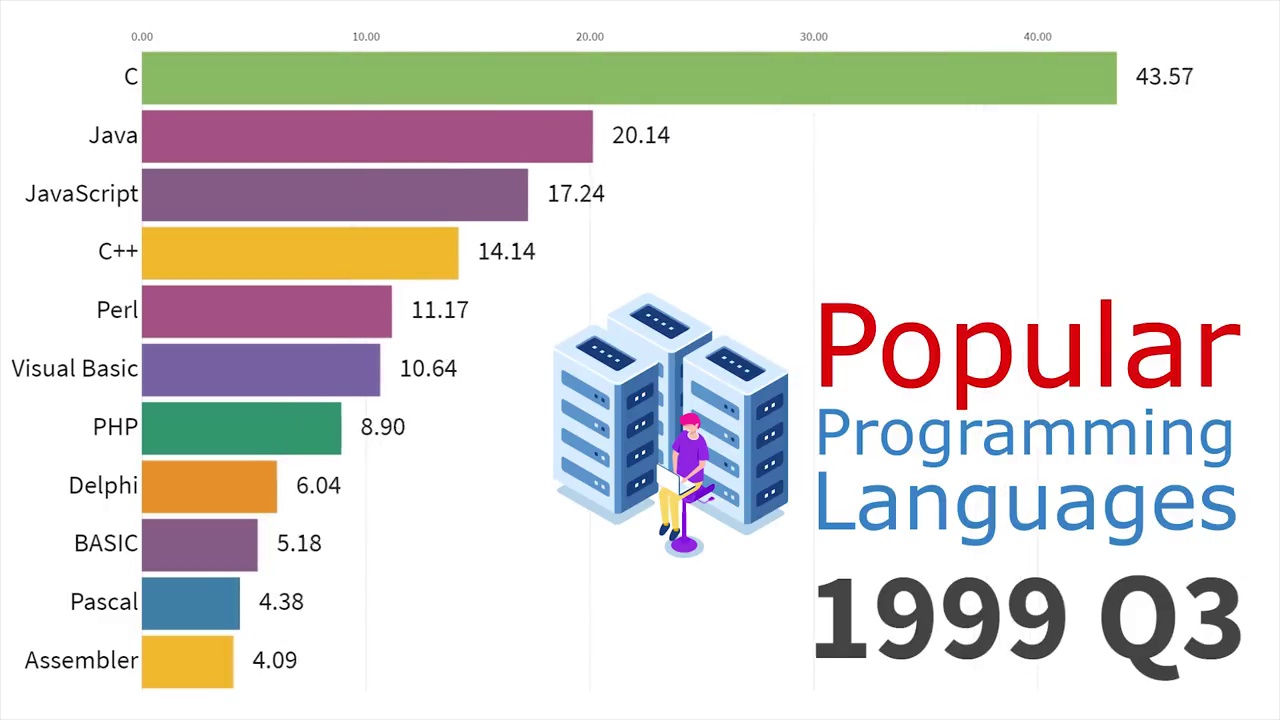 0.00 10.00 20.00 30.00 40.00
C 43.57
Java 20.14
JavaScript 17.24
C++ 14.14
Perl 11.17
Visual Basic 10.64
PHP 8.90
Delphi 6.04
BASIC 5.18
Pascal 4.38
Assembler 4.09
Popular
Programming
Languages
1999 Q3